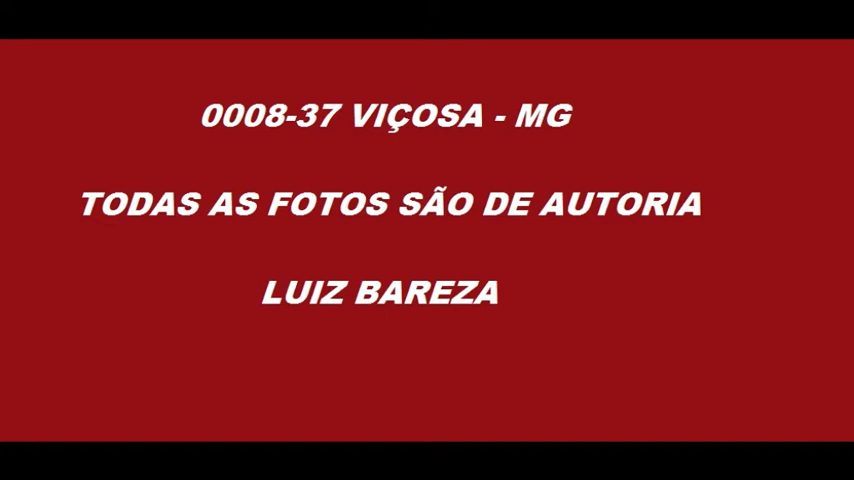 0008-37 VIÇOSA - MG
TODAS AS FOTOS SÃO DE AUTORIA
LUIZ BAREZA